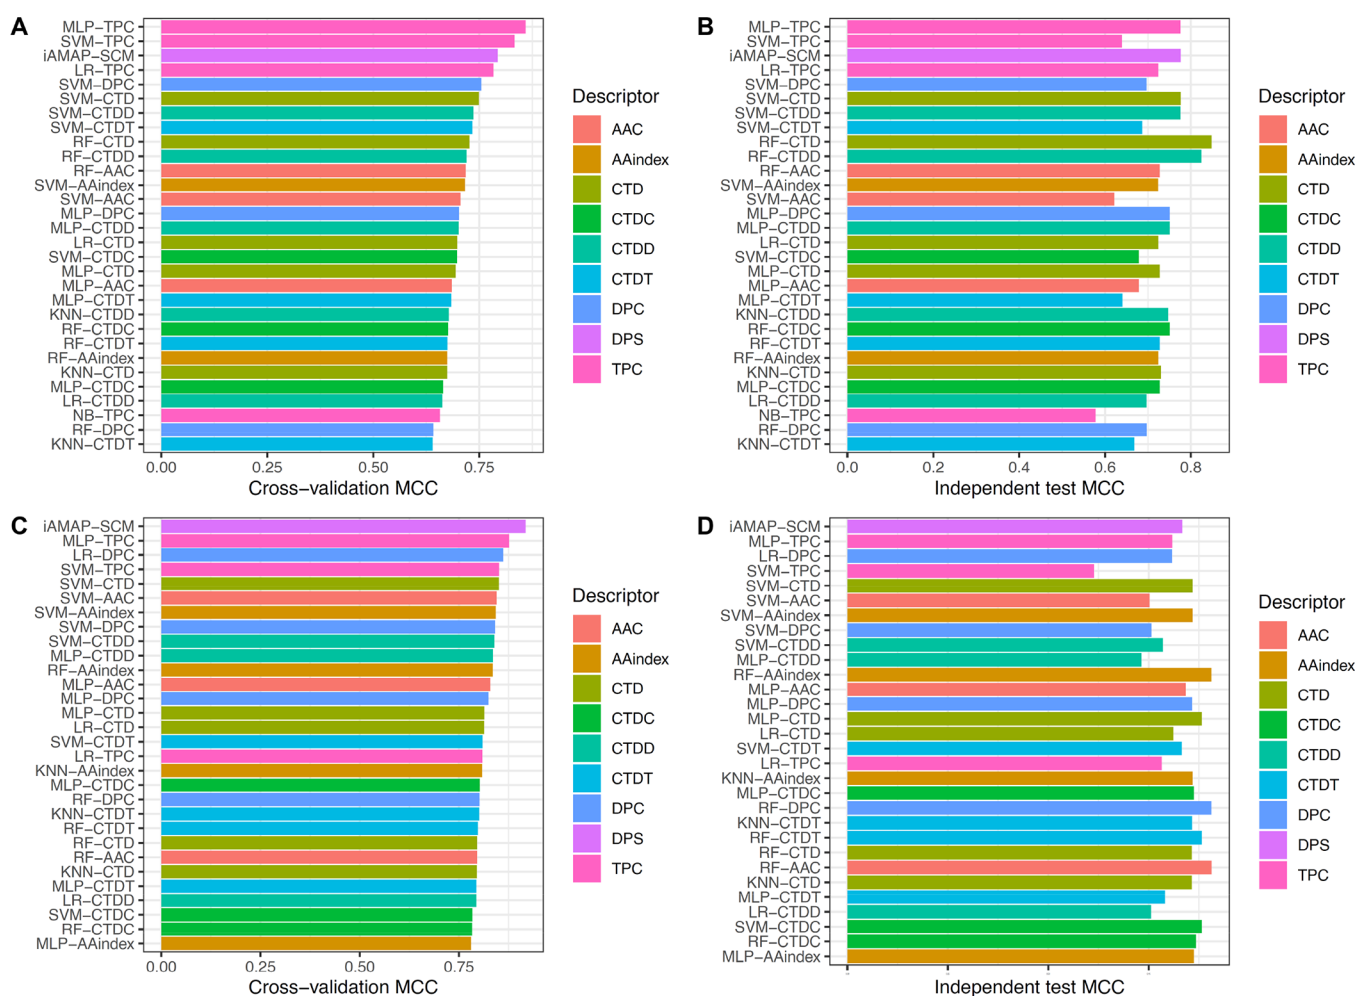 A
MLP−TPC
SVM−TPC
iAMAP−SCM
LR−TPC
SVM−DPC
SVM−CTD
SVM−CTDD
SVM−CTDT
RF−CTD
RF−CTDD
RF−AAC
SVM−AAindex
SVM−AAC
MLP−DPC
MLP−CTDD
LR−CTD
SVM−CTDC
MLP−CTD
MLP−AAC
MLP−CTDT
KNN−CTDD
RF−CTDC
RF−CTDT
RF−AAindex
KNN−CTD
MLP−CTDC
LR−CTDD
NB−TPC
RF−DPC
KNN−CTDT
0.00 0.25 0.50 0.75
Cross−validation MCC
Descriptor
AAC
AAindex
CTD
CTDC
CTDD
CTDT
DPC
DPS
TPC
B
MLP−TPC
SVM−TPC
iAMAP−SCM
LR−TPC
SVM−DPC
SVM−CTD
SVM−CTDD
SVM−CTDT
RF−CTD
RF−CTDD
RF−AAC
SVM−AAindex
SVM−AAC
MLP−DPC
MLP−CTDD
LR−CTD
SVM−CTDC
MLP−CTD
MLP−AAC
MLP−CTDT
KNN−CTDD
RF−CTDC
RF−CTDT
RF−AAindex
KNN−CTD
MLP−CTDC
LR−CTDD
NB−TPC
RF−DPC
KNN−CTDT
0.0 0.2 0.4 0.6 0.8
Independent test MCC
Descriptor
AAC
AAindex
CTD
CTDC
CTDD
CTDT
DPC
DPS
TPC
C
iAMAP−SCM
MLP−TPC
LR−DPC
SVM−TPC
SVM−CTD
SVM−AAC
SVM−AAindex
SVM−DPC
SVM−CTDD
MLP−CTDD
RF−AAindex
MLP−AAC
MLP−DPC
MLP−CTD
LR−CTD
SVM−CTDT
LR−TPC
KNN−AAindex
MLP−CTDC
RF−DPC
KNN−CTDT
RF−CTDT
RF−CTD
RF−AAC
KNN−CTD
MLP−CTDT
LR−CTDD
SVM−CTDC
RF−CTDC
MLP−AAindex
0.00 0.25 0.50 0.75
Cross−validation MCC
Descriptor
AAC
AAindex
CTD
CTDC
CTDD
CTDT
DPC
DPS
TPC
D
iAMAP−SCM
MLP−TPC
LR−DPC
SVM−TPC
SVM−CTD
SVM−AAC
SVM−AAindex
SVM−DPC
SVM−CTDD
MLP−CTDD
RF−AAindex
MLP−AAC
MLP−DPC
MLP−CTD
LR−CTD
SVM−CTDT
LR−TPC
KNN−AAindex
MLP−CTDC
RF−DPC
KNN−CTDT
RF−CTDT
RF−CTD
RF−AAC
KNN−CTD
MLP−CTDT
LR−CTDD
SVM−CTDC
RF−CTDC
MLP−AAindex
Independent test MCC
Descriptor
AAC
AAindex
CTD
CTDC
CTDD
CTDT
DPC
DPS
TPC